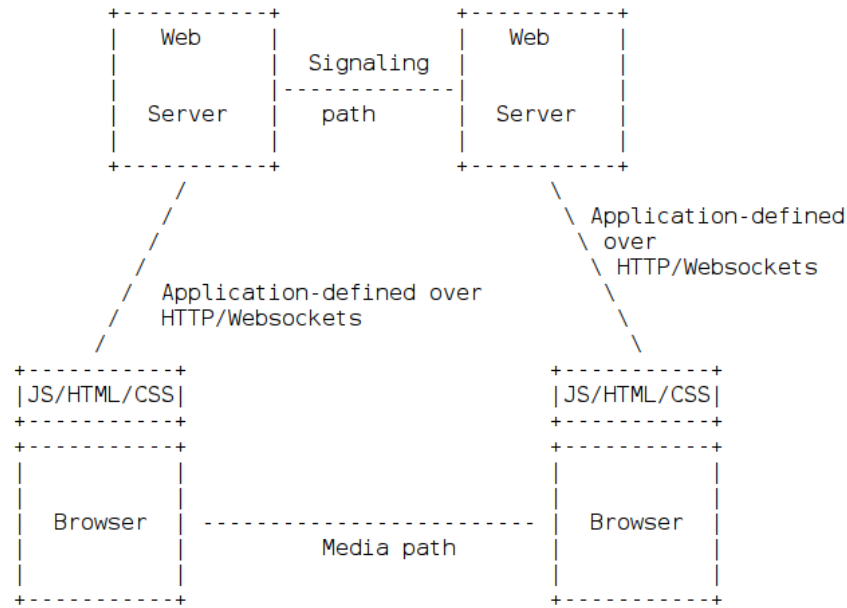 Web Web
Signaling
Server path Server
Application-defined
over
HTTP/Websockets
Application-defined over
HTTP/Websockets
JS/HTML/CSS JS/HTML/CSS
Browser Browser
Media path